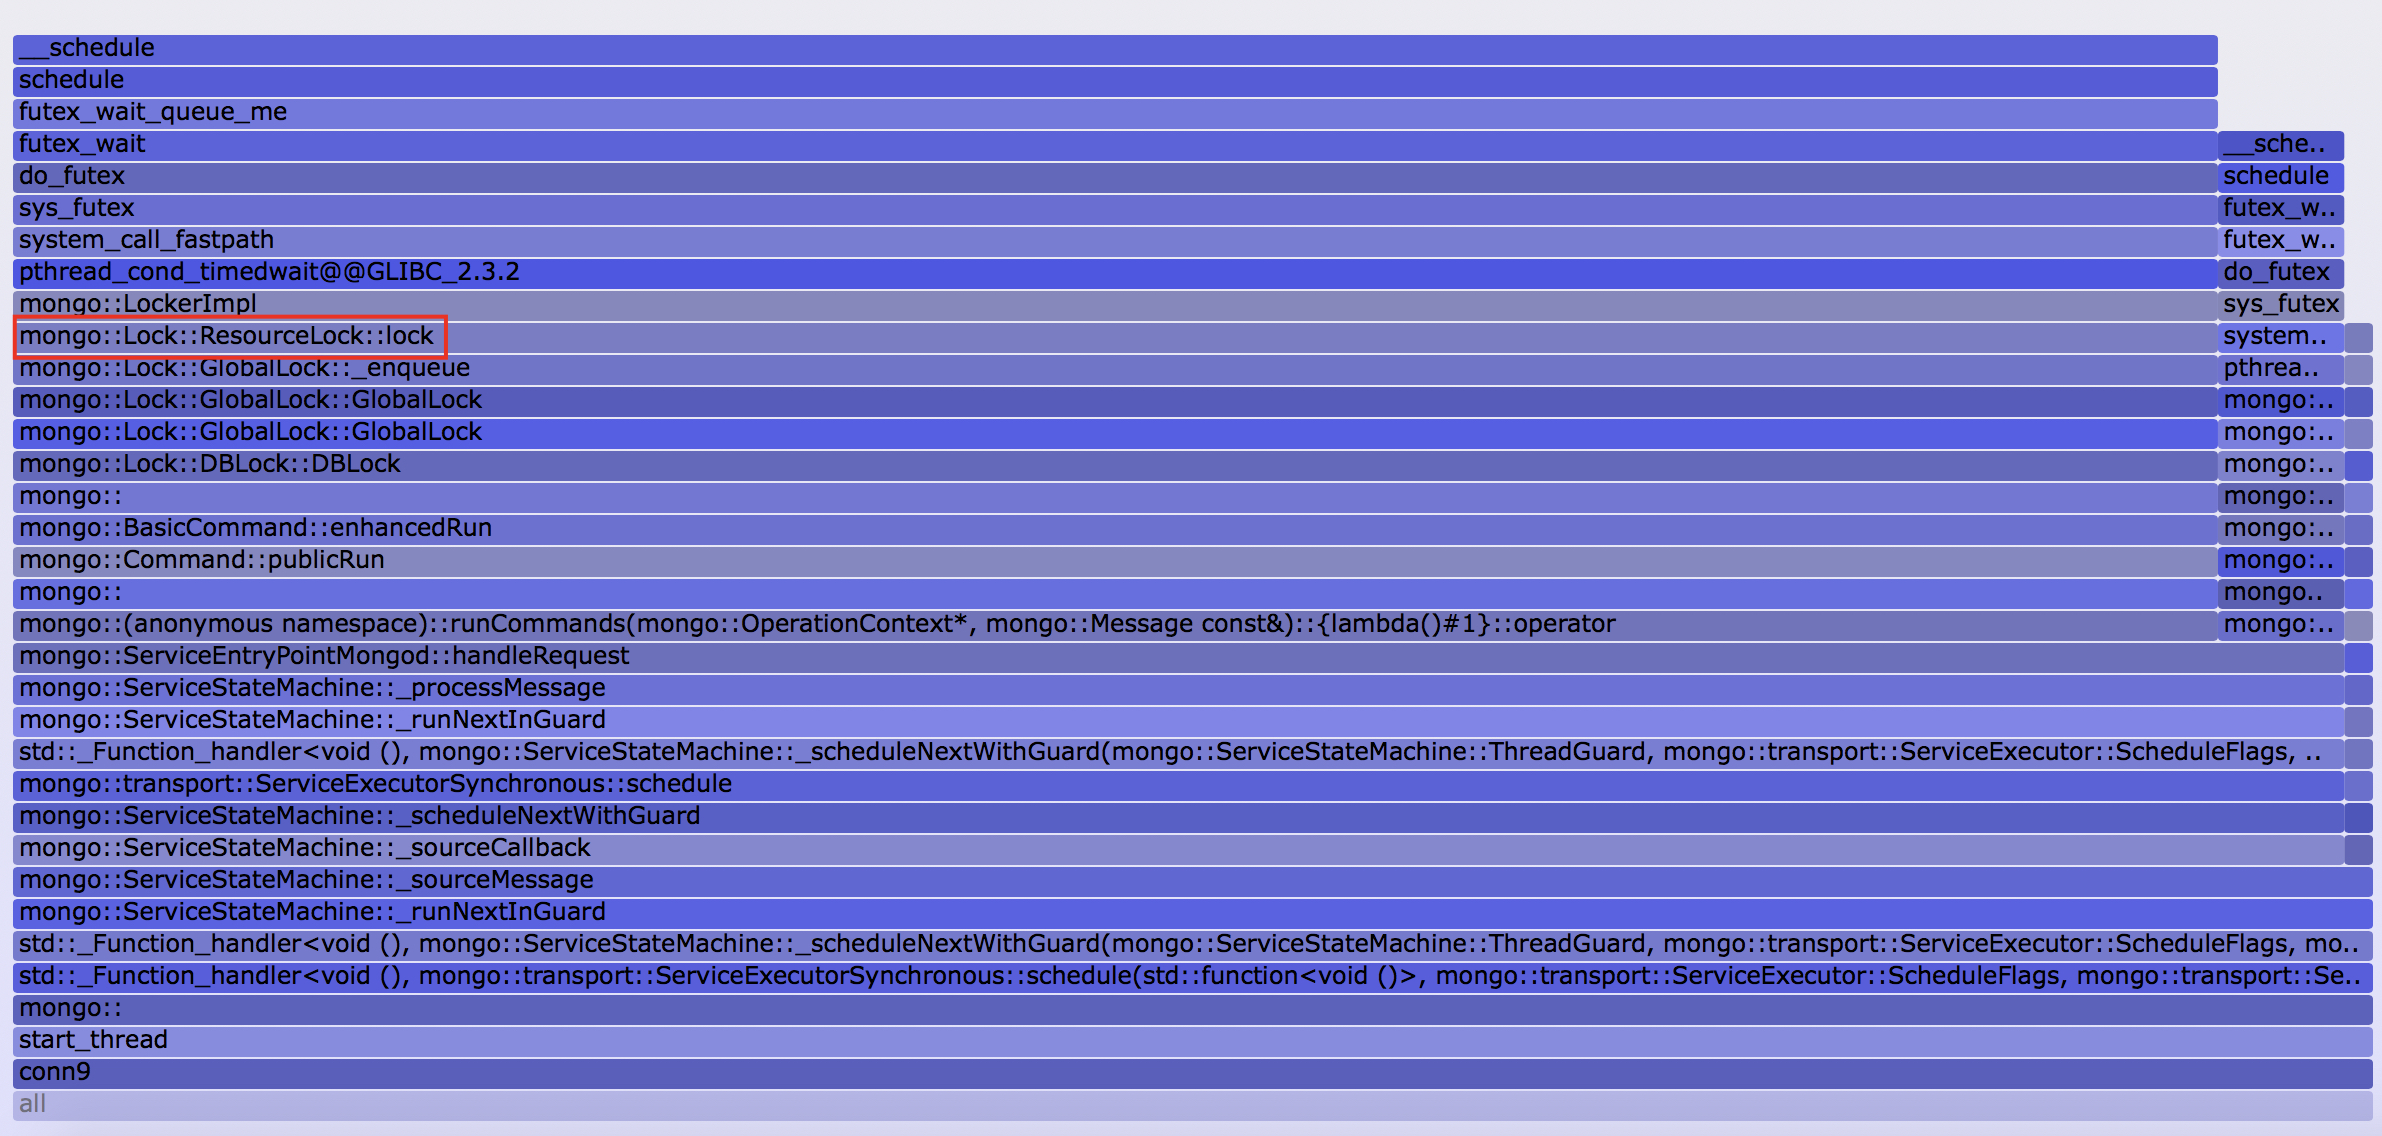 __schedule
schedule
futex_wait_queue_me
futex_wait __sche..
do_futex schedule
sys_futex futex_w..
system_call_fastpath futex_w..
pthread_cond_timedwait@@GLIBC_2.3.2 do_futex
mongo::LockerImpl sys_futex
mongo::Lock::ResourceLock::lock system..
mongo::Lock::GlobalLock::_enqueue pthrea..
mongo::Lock::GlobalLock::GlobalLock mongo:..
mongo::Lock::GlobalLock::GlobalLock mongo:..
mongo::Lock::DBLock::DBLock mongo:..
mongo:: mongo:..
mongo::BasicCommand::enhancedRun mongo:..
mongo::Command::publicRun mongo:..
mongo:: mongo..
mongo::(anonymous namespace)::runCommands(mongo::OperationContext*, mongo::Message const&)::{lambda()#1}::operator mongo:..
mongo::ServiceEntryPointMongod::handleRequest
mongo::ServiceStateMachine::_processMessage
mongo::ServiceStateMachine::_runNextInGuard
std::_Function_handler<void (), mongo::ServiceStateMachine::_scheduleNextWithGuard(mongo::ServiceStateMachine::ThreadGuard, mongo::transport::ServiceExecutor::ScheduleFlags, ..
mongo::transport::ServiceExecutorSynchronous::schedule
mongo::ServiceStateMachine::_scheduleNextWithGuard
mongo::ServiceStateMachine::_sourceCallback
mongo::ServiceStateMachine::_sourceMessage
mongo::ServiceStateMachine::_runNextInGuard
std::_Function_handler<void (), mongo::ServiceStateMachine::_scheduleNextWithGuard(mongo::ServiceStateMachine::ThreadGuard, mongo::transport::ServiceExecutor::ScheduleFlags, mo..
std::_Function_handler<void (), mongo::transport::ServiceExecutorSynchronous::schedule(std::function<void ()>, mongo::transport::ServiceExecutor::ScheduleFlags, mongo::transport::Se..
mongo::
start_thread
conn9
all